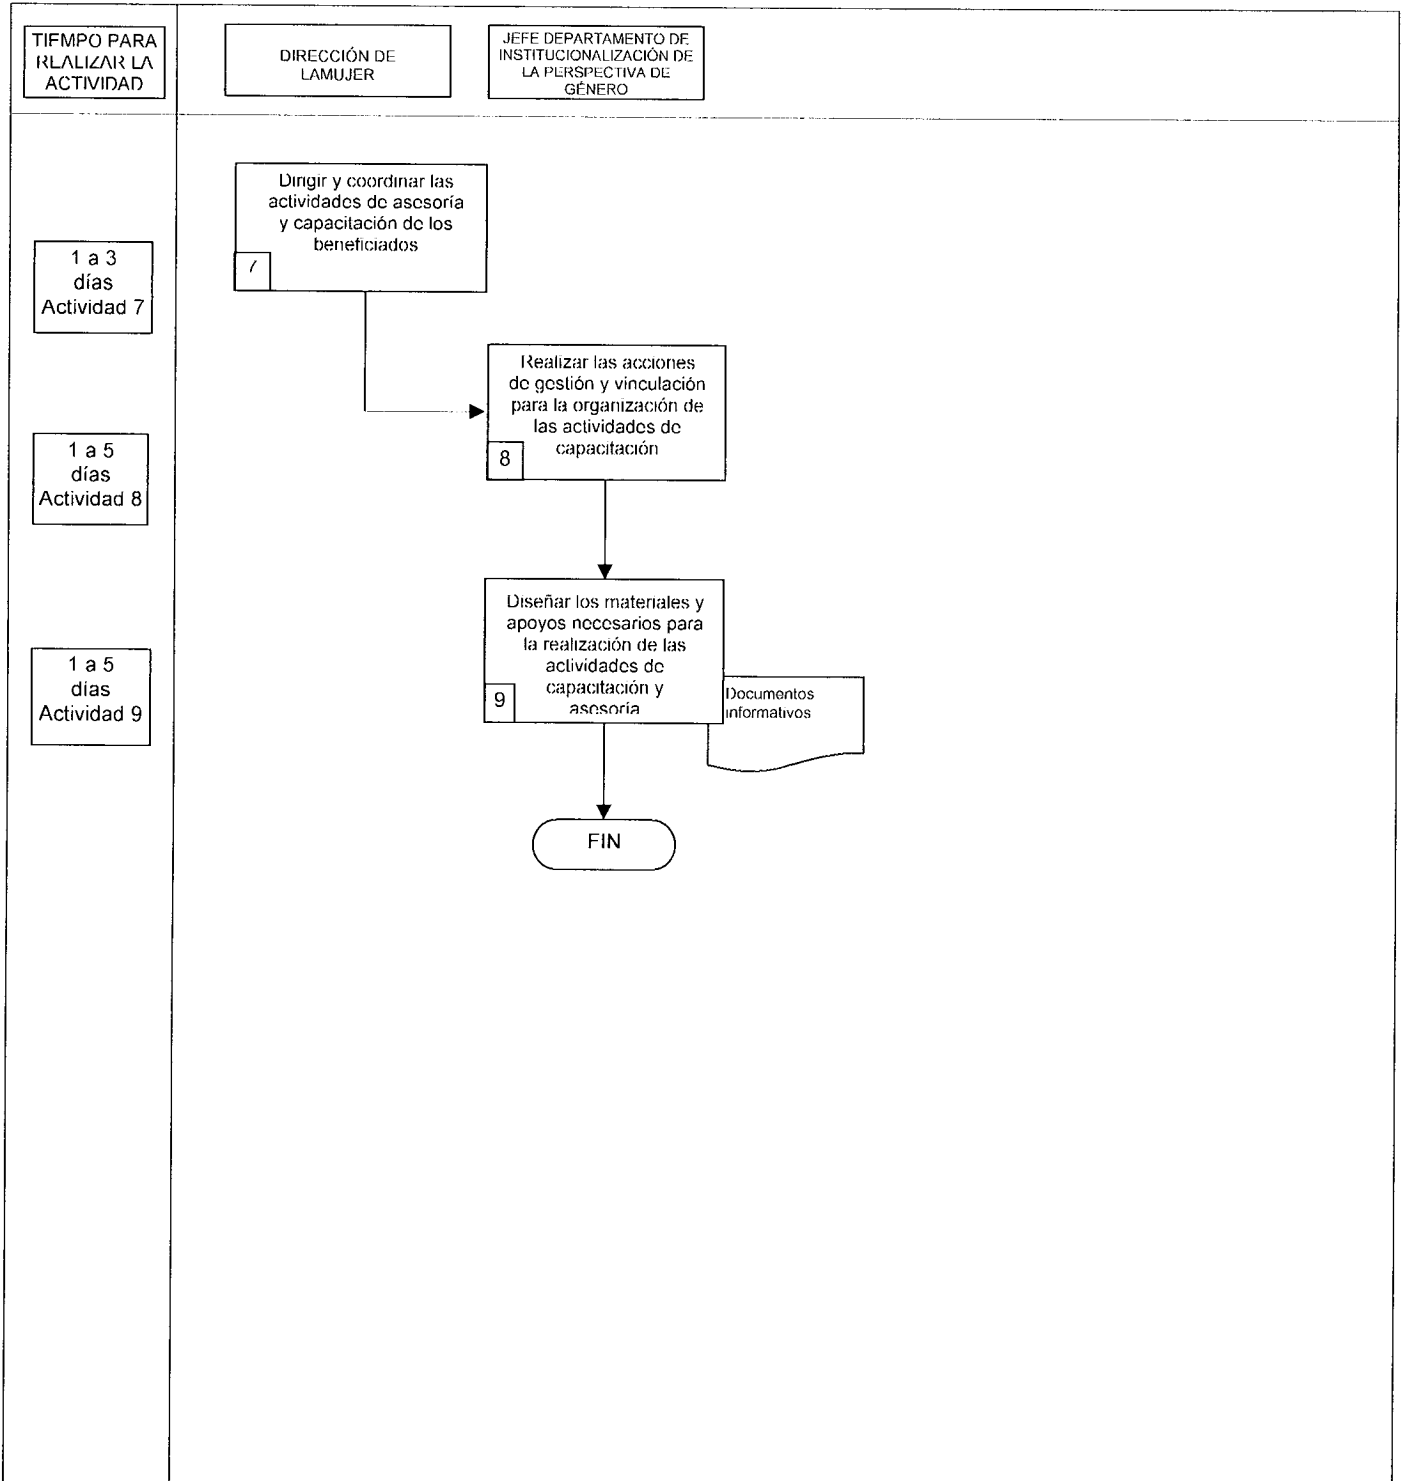 TIEMPO PARA
REALIZAR LA
ACTIVIDAD
DIRECCIÓN DE
LAMUJER
JEFE DEPARTAMENTO DE
INSTITUCIONALIZACIÓN DE
LA PERSPECTIVA DE
GÉNERO
Dirigir y coordinar las
actividades de asesoría
y capacitación de los
beneficiados
7
1 a 3
días
Actividad 7
Realizar las acciones
de gestión y vinculación
para la organización de
las actividades de
capacitación
8
1 a 5
días
Actividad 8
Diseñar los materiales y
apoyos necesarios para
la realización de las
actividades de
capacitación y
asesoría
9
1 a 5
días
Actividad 9
Documentos
informativos
FIN